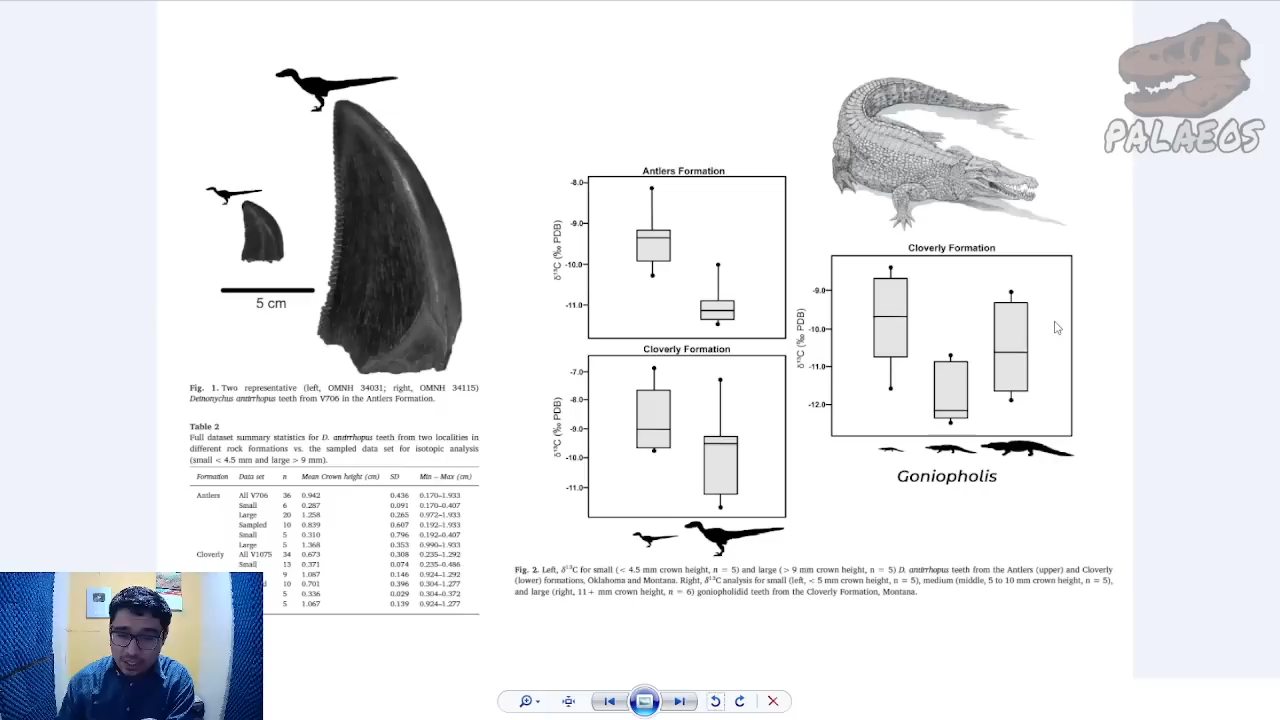 PALAEOS
5 cm
Fig. 1. Two representative (left, OMNH 34031; right, OMNH 34115)
Deinonychus antirrhopus teeth from V706 in the Antlers Formation.
Table 2
Full dataset summary statistics for D. antirrhopus teeth from two localities in
different rock formations vs. the sampled data set for isotopic analysis
(small < 4.5 mm and large > 9 mm).
Formation Data set n Mean Crown height (cm) SD Min – Max (cm)
Antlers All V706 36 0.942 0.436 0.170–1.933
Small 6 0.287 0.091 0.170–0.407
Large 20 1.258 0.265 0.972–1.933
Sampled 10 0.839 0.607 0.192–1.933
Small 5 0.310 0.796 0.192–0.407
Large 5 1.368 0.353 0.990–1.933
Cloverly All V1075 34 0.673 0.308 0.235–1.292
Small 13 0.371 0.074 0.235–0.486
9 1.087 0.146 0.924–1.292
10 0.701 0.396 0.304–1.277
5 0.336 0.029 0.304–0.372
5 1.067 0.139 0.924–1.277
Antlers Formation
δ¹³C (‰ PDB)
-8.0
-9.0
-10.0
-11.0
Cloverly Formation
δ¹³C (‰ PDB)
-7.0
-8.0
-9.0
-10.0
-11.0
Cloverly Formation
δ¹³C (‰ PDB)
-9.0
-10.0
-11.0
-12.0
Goniopholis
Fig. 2. Left, δ¹³C for small (< 4.5 mm crown height, n = 5) and large (> 9 mm crown height, n = 5) D. antirrhopus teeth from the Antlers (upper) and Cloverly
(lower) formations, Oklahoma and Montana. Right, δ¹³C analysis for small (left, < 5 mm crown height, n = 5), medium (middle, 5 to 10 mm crown height, n = 5),
and large (right, 11+ mm crown height, n = 6) goniopholidid teeth from the Cloverly Formation, Montana.